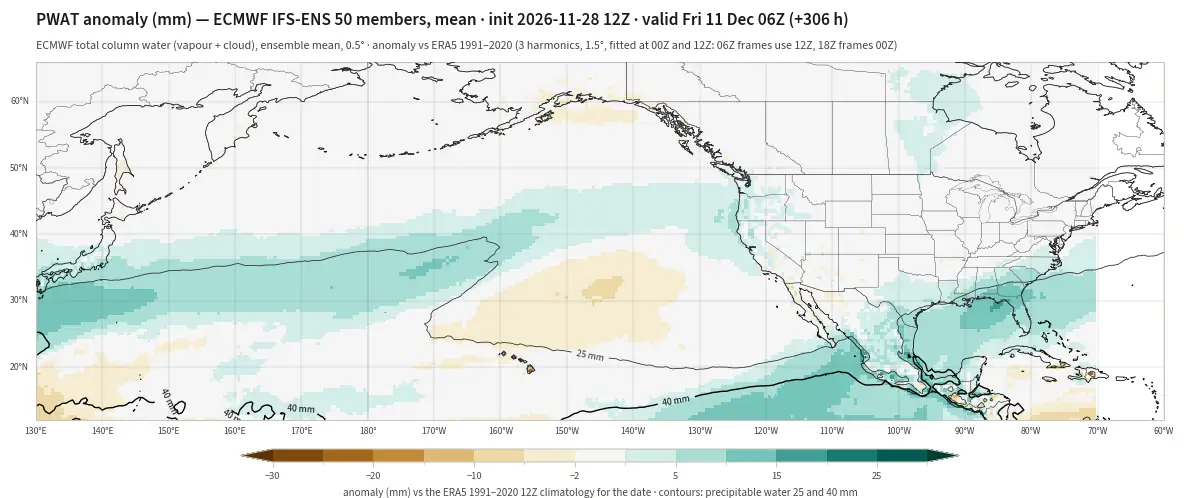 PWAT anomaly (mm) — ECMWF IFS-ENS 50 members, mean · init 2026-11-28 12Z · valid Fri 11 Dec 06Z (+306 h)
ECMWF total column water (vapour + cloud), ensemble mean, 0.5° · anomaly vs ERA5 1991–2020 (3 harmonics, 1.5°, fitted at 00Z and 12Z: 06Z frames use 12Z, 18Z frames 00Z)
60°N
50°N
40°N
30°N
20°N
25 mm
40 mm
40 mm
40
40 mm
130°E 140°E 150°E 160°E 170°E 180° 170°W 160°W 150°W 140°W 130°W 120°W 110°W 100°W 90°W 80°W 70°W 60°W
−30 −20 −10 −2 5 15 25
anomaly (mm) vs the ERA5 1991–2020 12Z climatology for the date · contours: precipitable water 25 and 40 mm